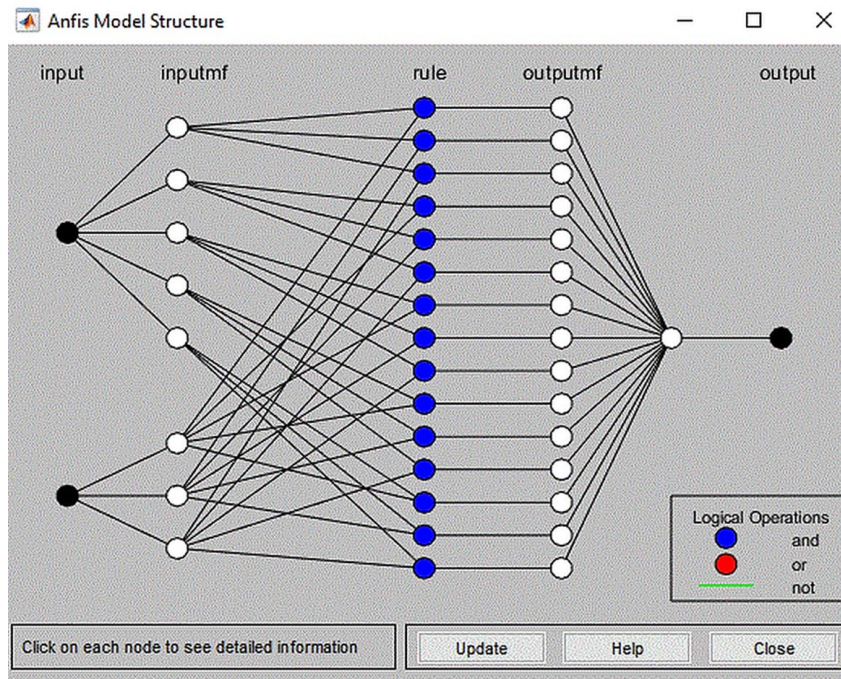 Anfis Model Structure
input inputmf rule outputmf output
Logical Operations
and
or
not
Click on each node to see detailed information
Update Help Close